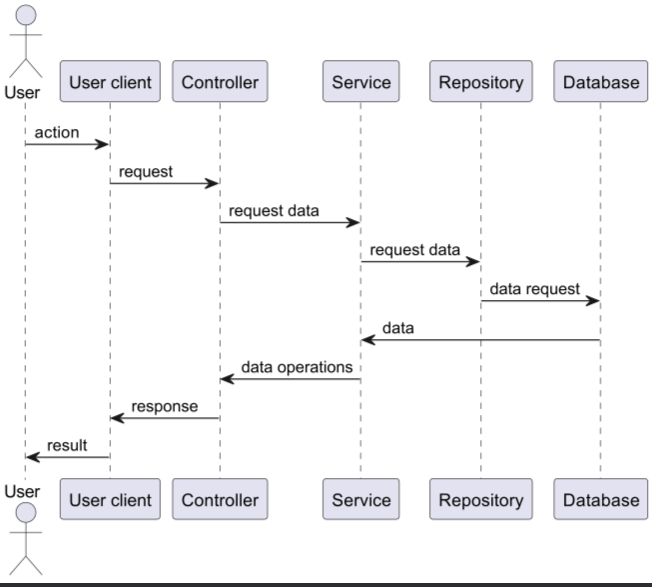 User
User client
Controller
Service
Repository
Database
action
request
request data
request data
data request
data
data operations
response
result
User
User client
Controller
Service
Repository
Database